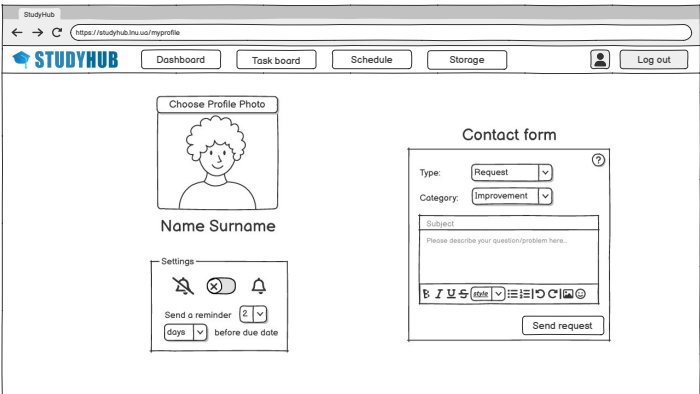 StudyHub
https://studyhub.lnu.ua/myprofile
STUDYHUB
Dashboard
Task board
Schedule
Storage
Log out
Choose Profile Photo
Name Surname
Settings
Send a reminder 2
days before due date
Contact form
?
Type: Request
Category: Improvement
Subject
Please describe your question/problem here..
B I U S style
Send request